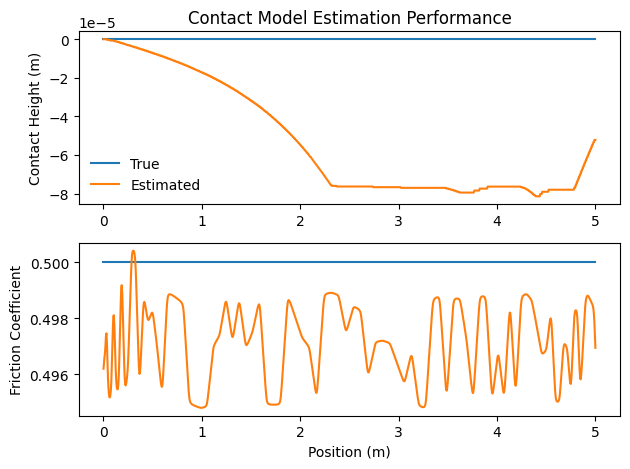 Contact Model Estimation Performance
1e−5
Contact Height (m)
0
−2
−4
−6
−8
True
Estimated
0 1 2 3 4 5
Friction Coefficient
0.500
0.498
0.496
0 1 2 3 4 5
Position (m)